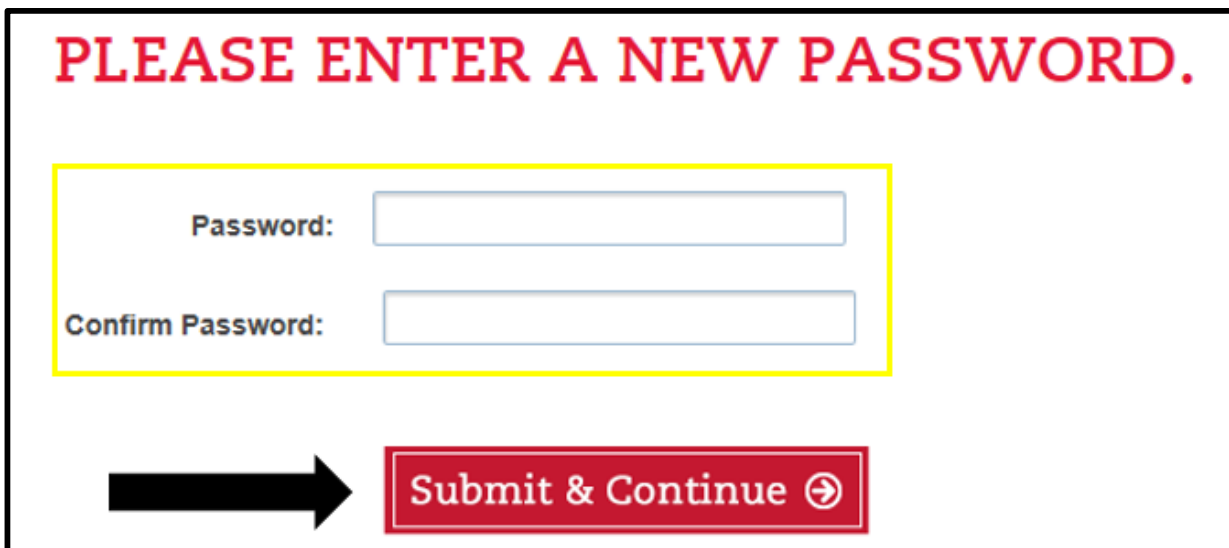 PLEASE ENTER A NEW PASSWORD.
Password:
Confirm Password:
Submit & Continue